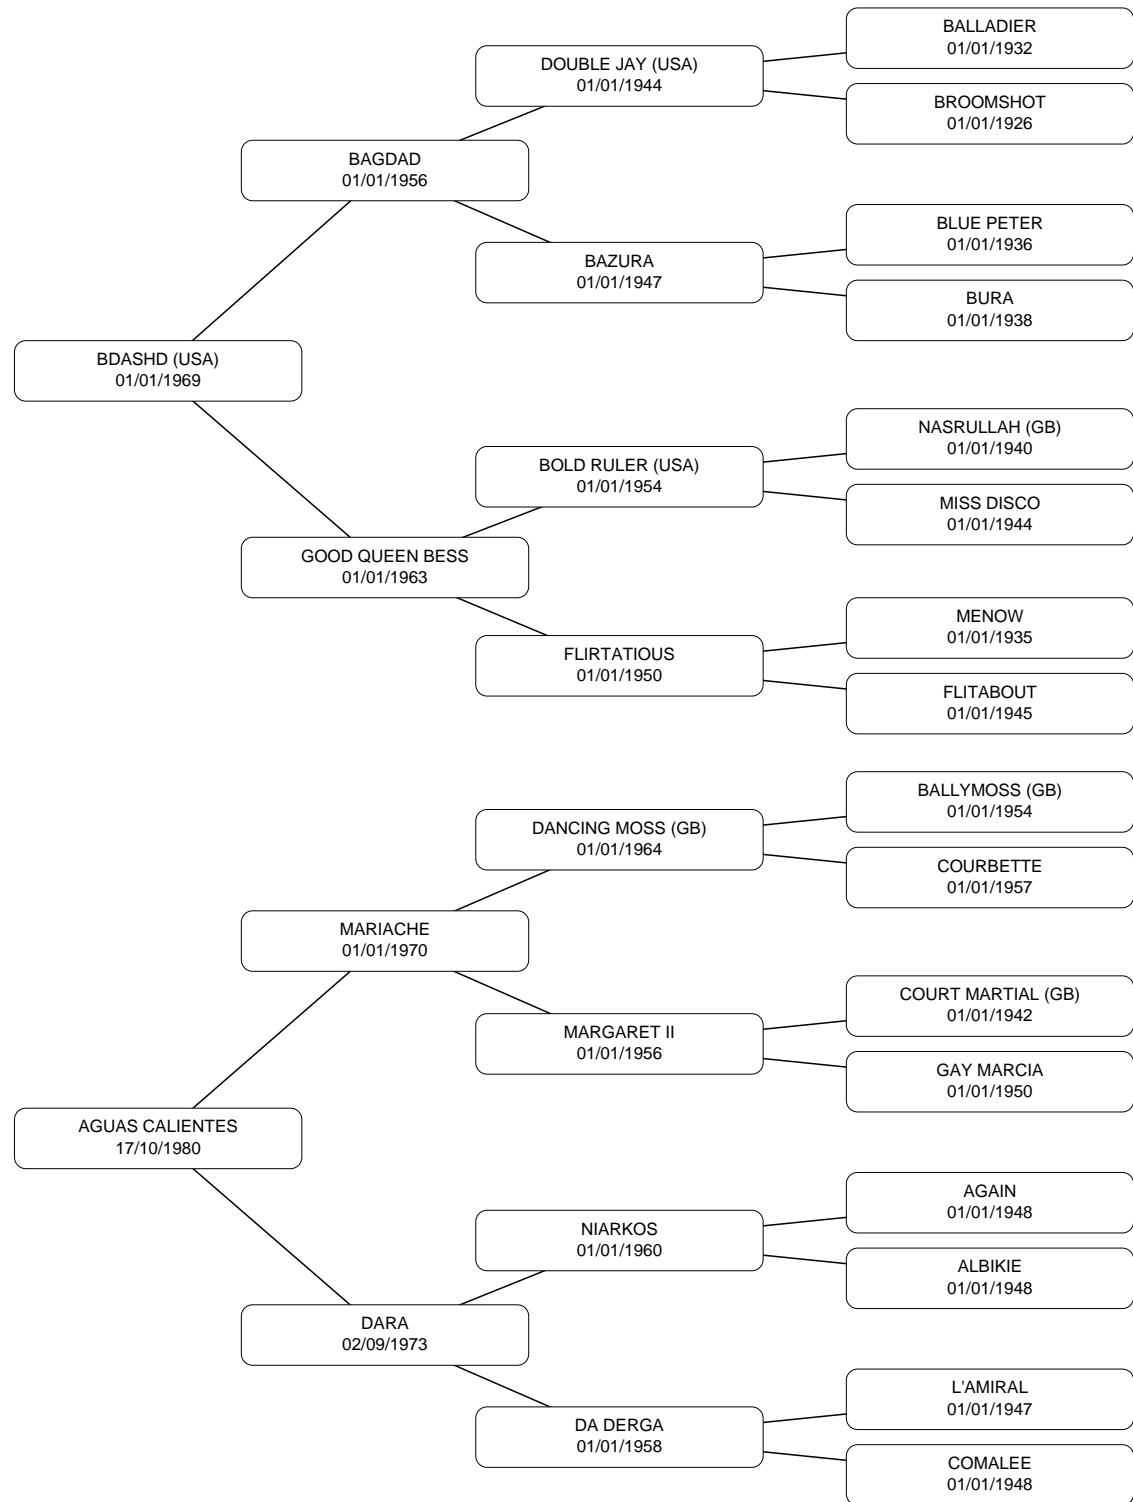 BALLADIER
01/01/1932
DOUBLE JAY (USA)
01/01/1944
BROOMSHOT
01/01/1926
BAGDAD
01/01/1956
BLUE PETER
01/01/1936
BAZURA
01/01/1947
BURA
01/01/1938
BDASHD (USA)
01/01/1969
NASRULLAH (GB)
01/01/1940
BOLD RULER (USA)
01/01/1954
MISS DISCO
01/01/1944
GOOD QUEEN BESS
01/01/1963
MENOW
01/01/1935
FLIRTATIOUS
01/01/1950
FLITABOUT
01/01/1945
BALLYMOSS (GB)
01/01/1954
DANCING MOSS (GB)
01/01/1964
COURBETTE
01/01/1957
MARIACHE
01/01/1970
COURT MARTIAL (GB)
01/01/1942
MARGARET II
01/01/1956
GAY MARCIA
01/01/1950
AGUAS CALIENTES
17/10/1980
AGAIN
01/01/1948
NIARKOS
01/01/1960
ALBIKIE
01/01/1948
DARA
02/09/1973
L'AMIRAL
01/01/1947
DA DERGA
01/01/1958
COMALEE
01/01/1948